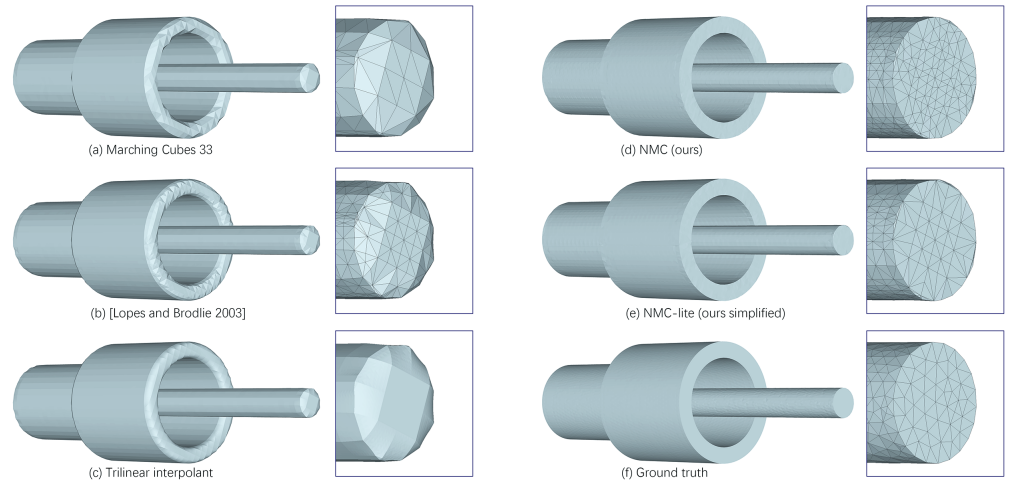 (a) Marching Cubes 33
(d) NMC (ours)
(b) [Lopes and Brodlie 2003]
(e) NMC-lite (ours simplified)
(c) Trilinear interpolant
(f) Ground truth